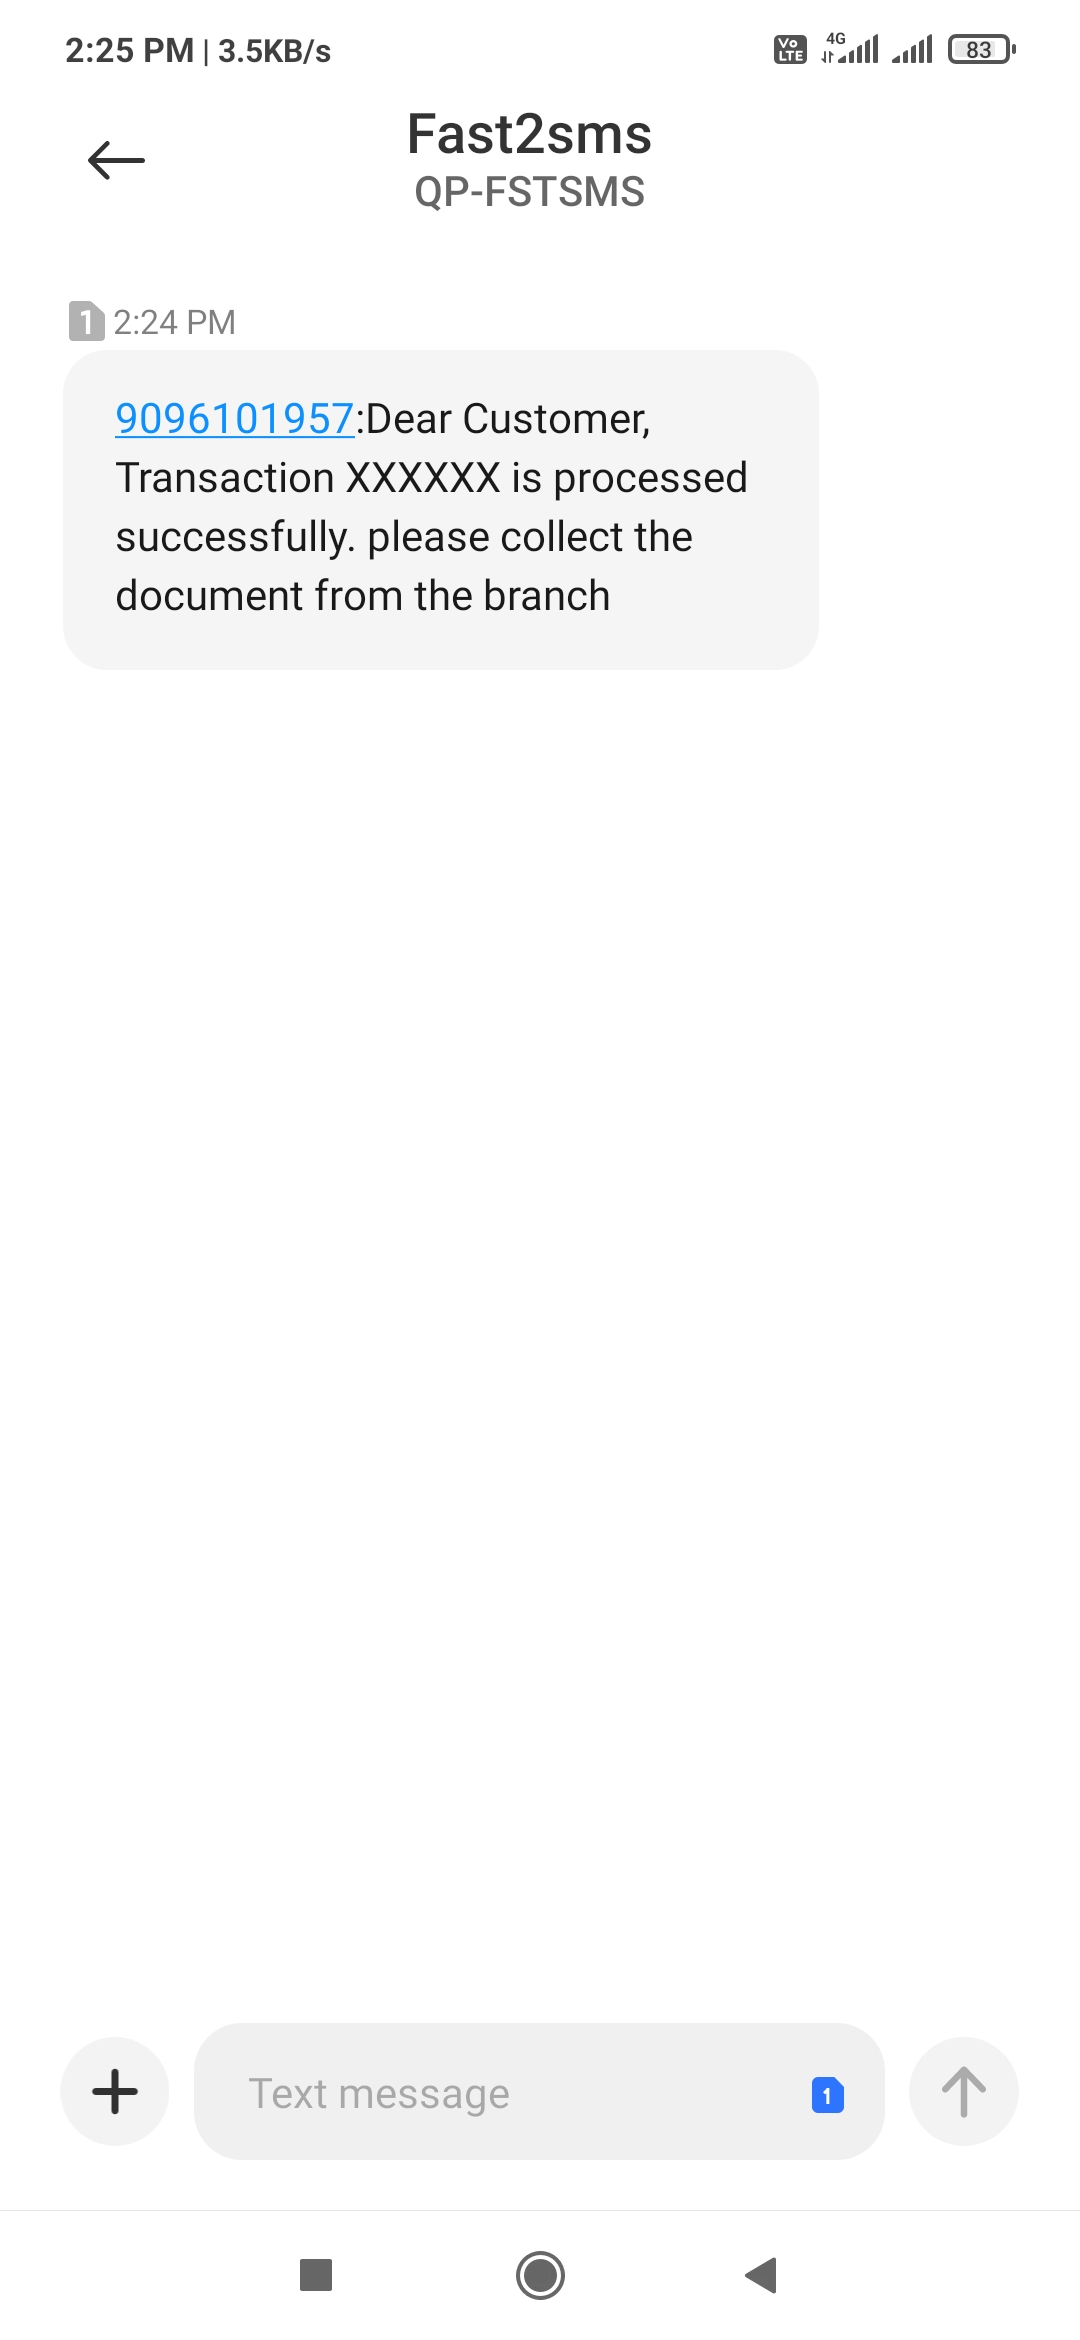 2:25 PM | 3.5KB/s Vo LTE 4G 83
Fast2sms
QP-FSTSMS
1 2:24 PM
9096101957:Dear Customer,
Transaction XXXXXX is processed
successfully. please collect the
document from the branch
Text message 1